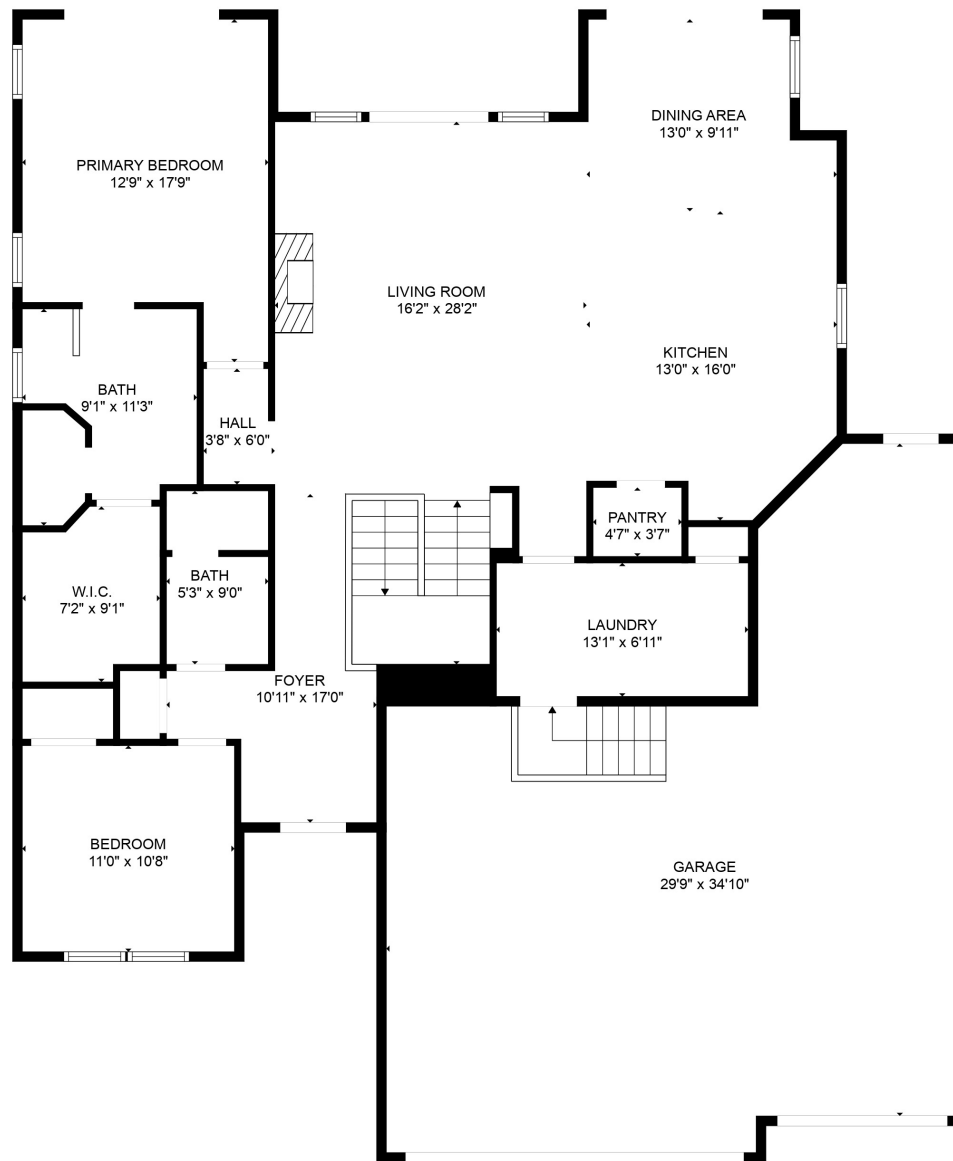 DINING AREA
13'0" x 9'11"
PRIMARY BEDROOM
12'9" x 17'9"
LIVING ROOM
16'2" x 28'2"
KITCHEN
13'0" x 16'0"
BATH
9'1" x 11'3"
HALL
3'8" x 6'0"
PANTRY
4'7" x 3'7"
BATH
5'3" x 9'0"
W.I.C.
7'2" x 9'1"
LAUNDRY
13'1" x 6'11"
FOYER
10'11" x 17'0"
BEDROOM
11'0" x 10'8"
GARAGE
29'9" x 34'10"